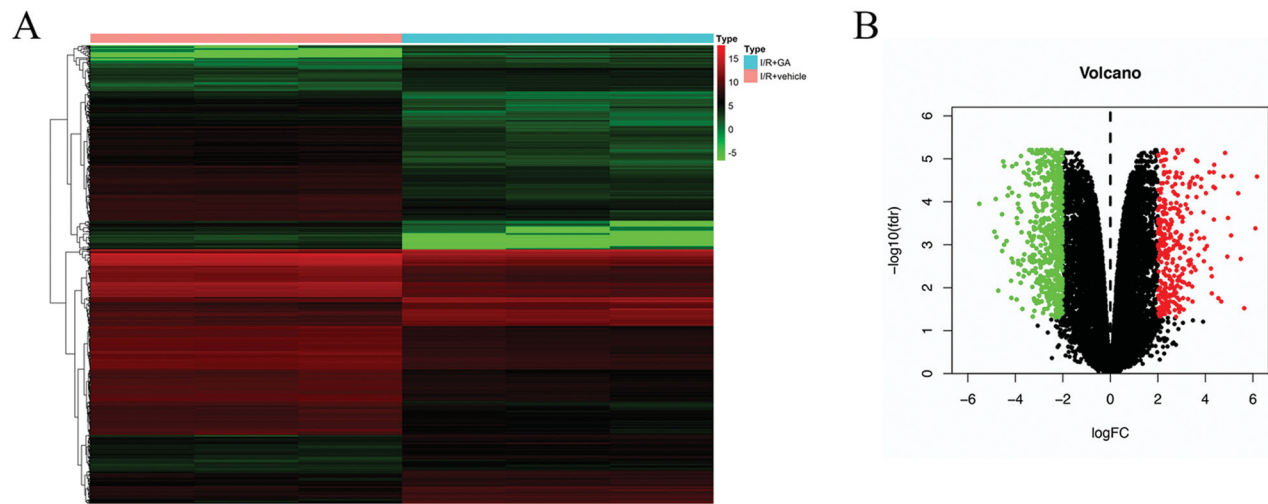 A
Type
15
10
5
0
-5
Type
I/R+GA
I/R+vehicle
B
Volcano
-log10(fdr)
6
5
4
3
2
1
0
-6 -4 -2 0 2 4 6
logFC